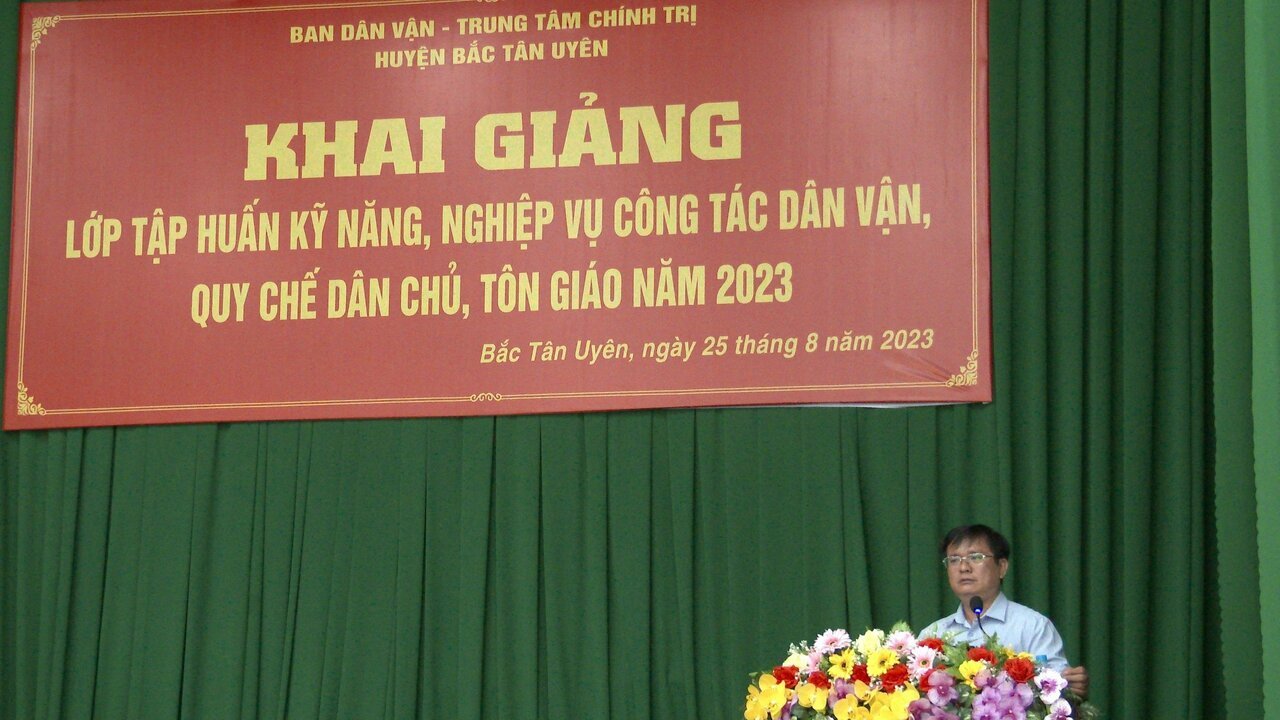 BAN DÂN VẬN - TRUNG TÂM CHÍNH TRỊ
HUYỆN BẮC TÂN UYÊN
KHAI GIẢNG
LỚP TẬP HUẤN KỸ NĂNG, NGHIỆP VỤ CÔNG TÁC DÂN VẬN,
QUY CHẾ DÂN CHỦ, TÔN GIÁO NĂM 2023
Bắc Tân Uyên, ngày 25 tháng 8 năm 2023